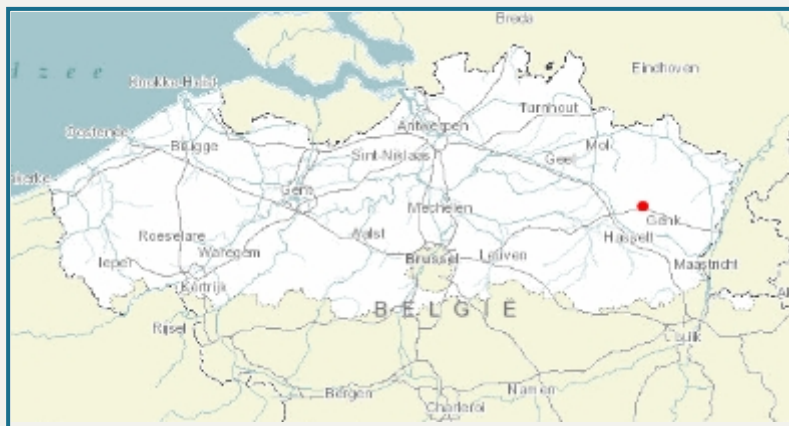 Breda
d z e e
Eindhoven
Knokke-Heist
Turnhout
Antwerpen
Oostende
Mol
Brugge
Sint-Niklaas
Geel
Gent
Mechelen
Genk
Roeselare
Aalst
Hasselt
Waregem
Brussel
Leuven
Ieper
Maastricht
Kortrijk
BELGIË
Rijsel
Luik
Bergen
Namen
Charleroi